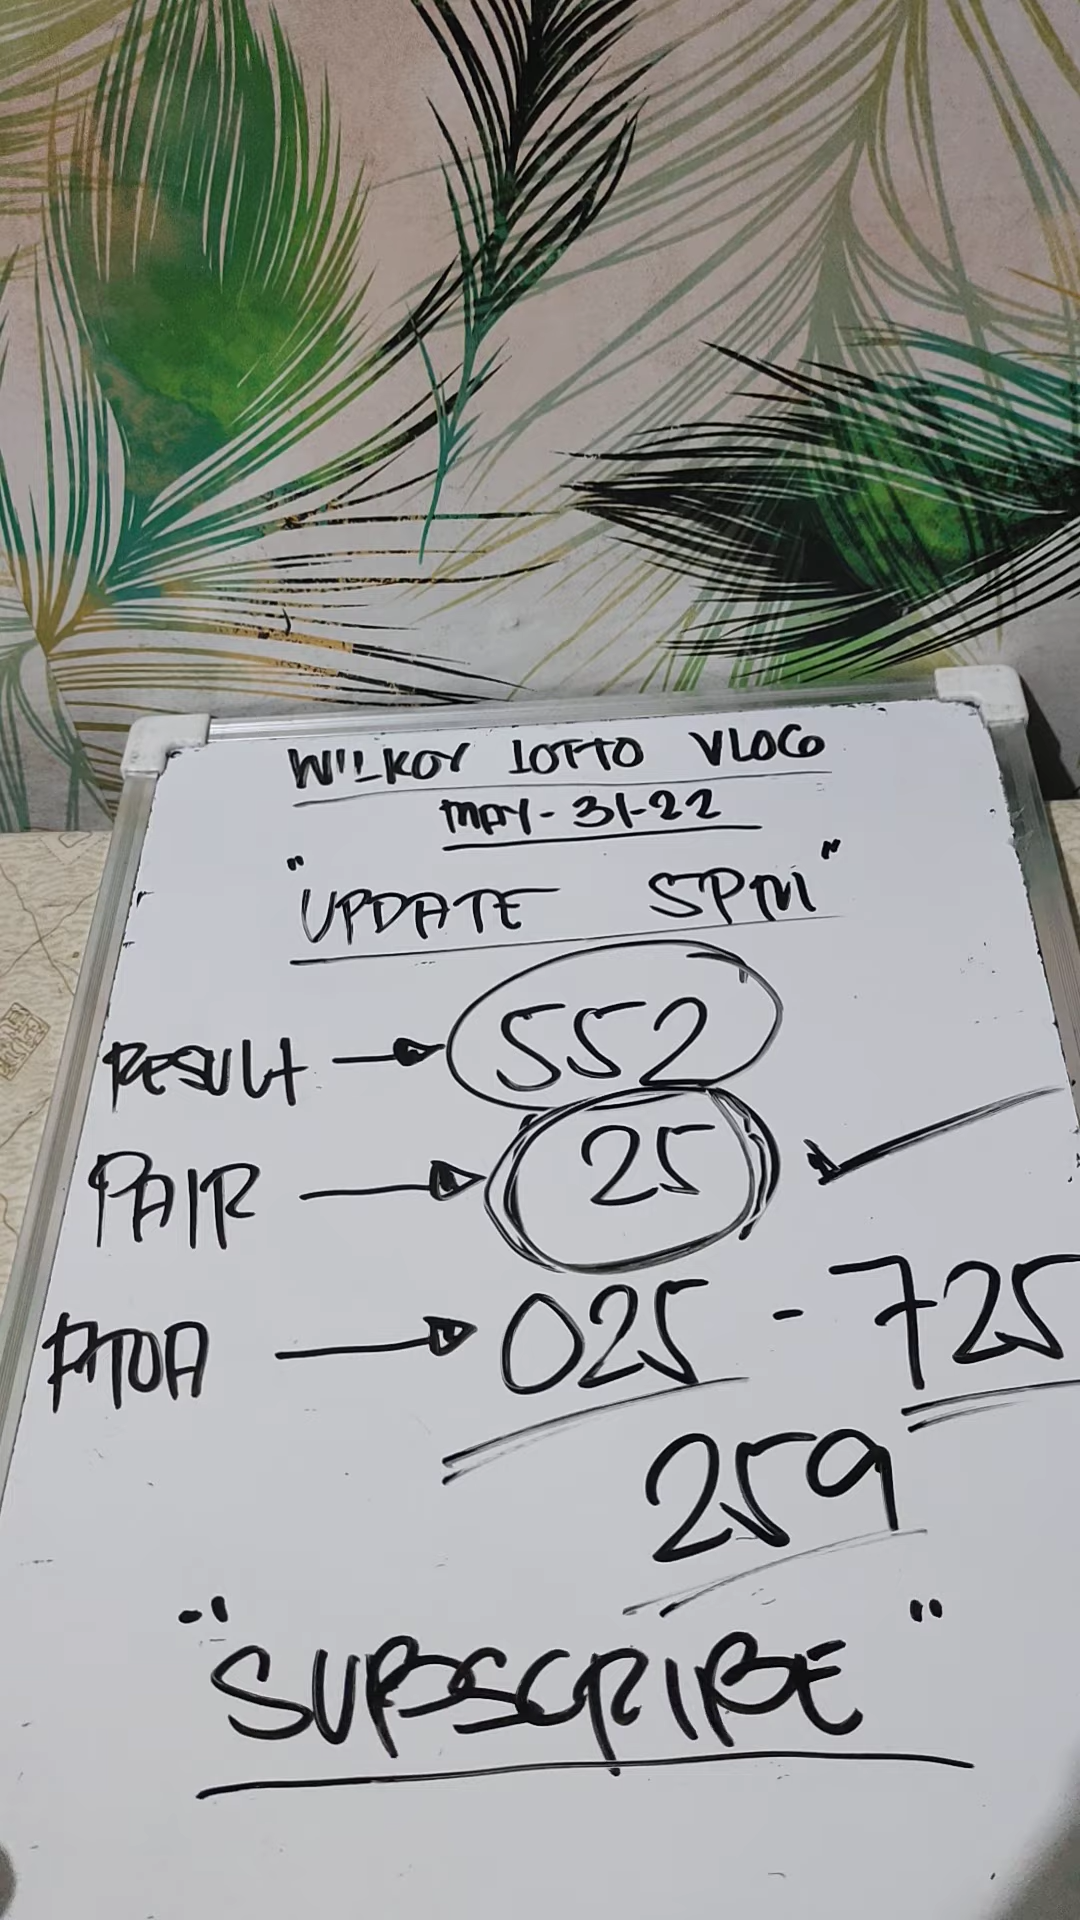 WILKOY LOTTO VLOG
MAY-31-22
"UPDATE 5PM"
RESULT → 552
PAIR → 25 ✓
ATOA → 025 - 725
259
"SUBSCRIBE"